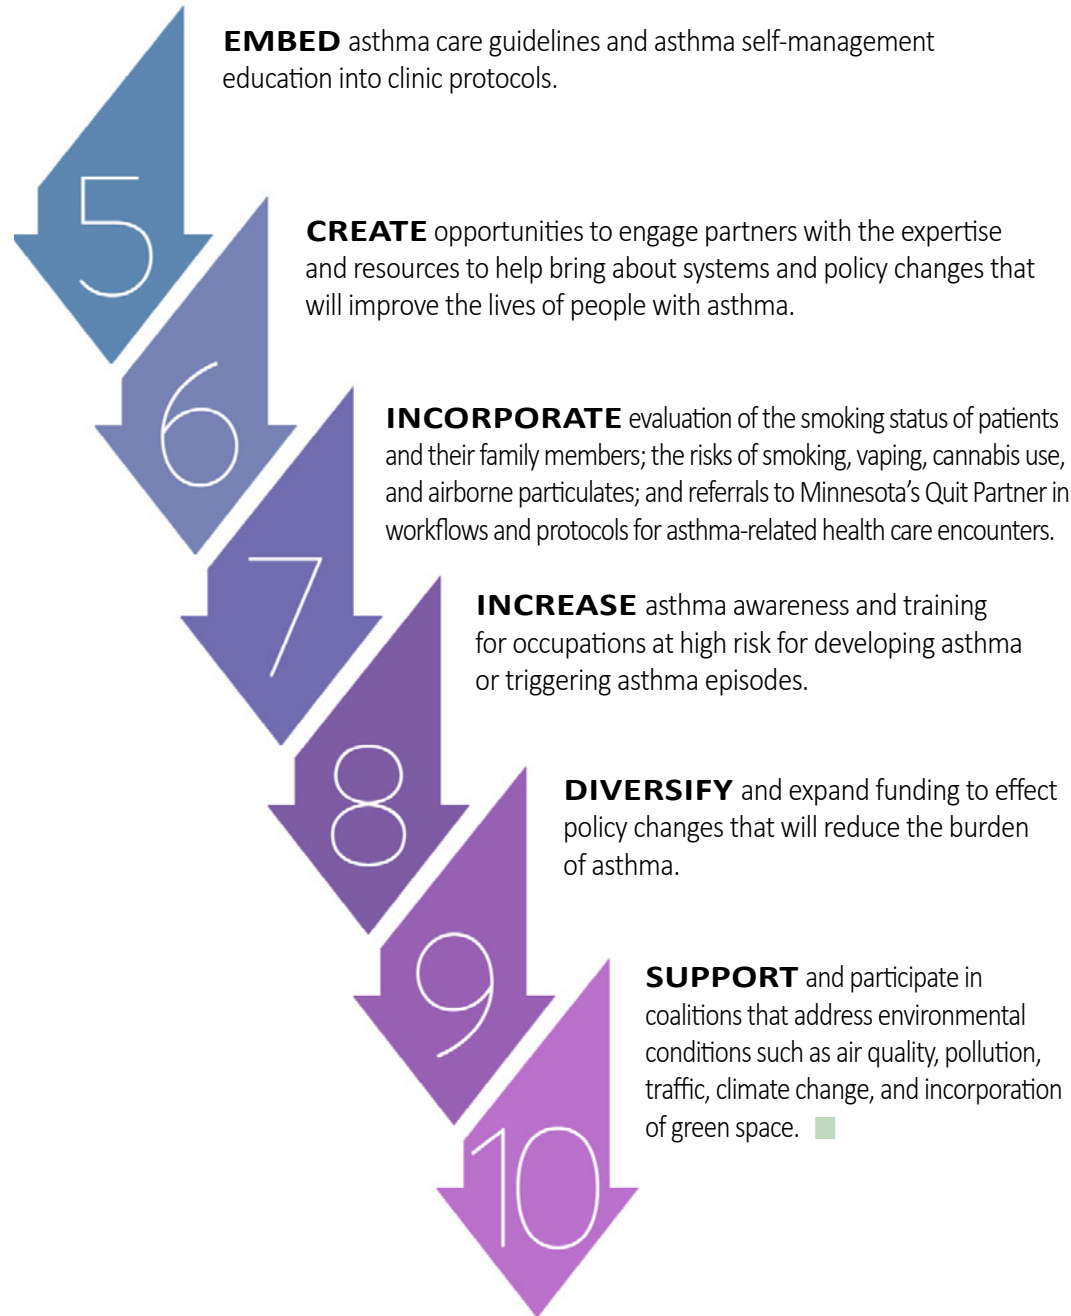 5
EMBED asthma care guidelines and asthma self-management
education into clinic protocols.
6
CREATE opportunities to engage partners with the expertise
and resources to help bring about systems and policy changes that
will improve the lives of people with asthma.
7
INCORPORATE evaluation of the smoking status of patients
and their family members; the risks of smoking, vaping, cannabis use,
and airborne particulates; and referrals to Minnesota’s Quit Partner in
workflows and protocols for asthma-related health care encounters.
8
INCREASE asthma awareness and training
for occupations at high risk for developing asthma
or triggering asthma episodes.
9
DIVERSIFY and expand funding to effect
policy changes that will reduce the burden
of asthma.
10
SUPPORT and participate in
coalitions that address environmental
conditions such as air quality, pollution,
traffic, climate change, and incorporation
of green space.